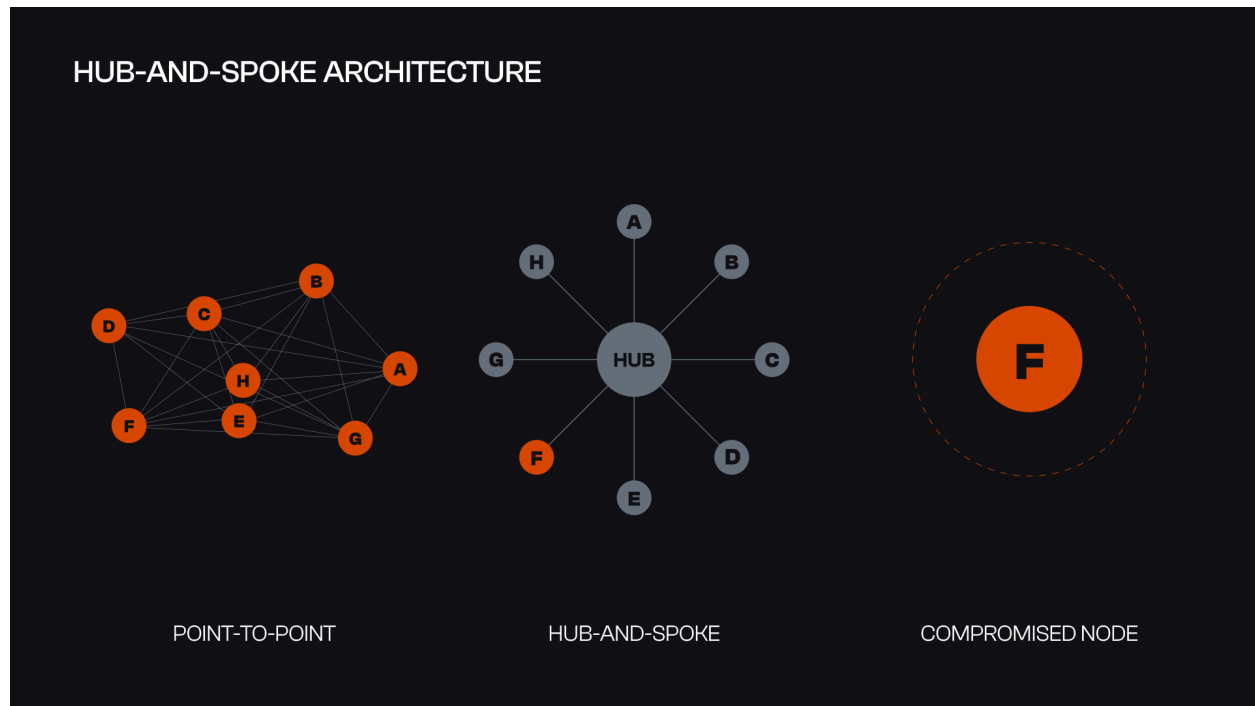 HUB-AND-SPOKE ARCHITECTURE
B
D
C
A
H
F
E
G
POINT-TO-POINT
A
H
B
G
HUB
C
F
D
E
HUB-AND-SPOKE
F
COMPROMISED NODE